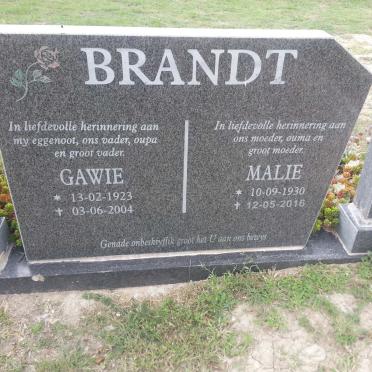 BRANDT
In liefdevolle herinnering aan
my eggenoot, ons vader, oupa
en groot vader.
GAWIE
* 13-02-1923
✝ 03-06-2004
In liefdevolle herinnering aan
ons moeder, ouma en
groot moeder.
MALIE
* 10-09-1930
✝ 12-05-2016
Genade onbeskryflik groot het U aan ons bewys